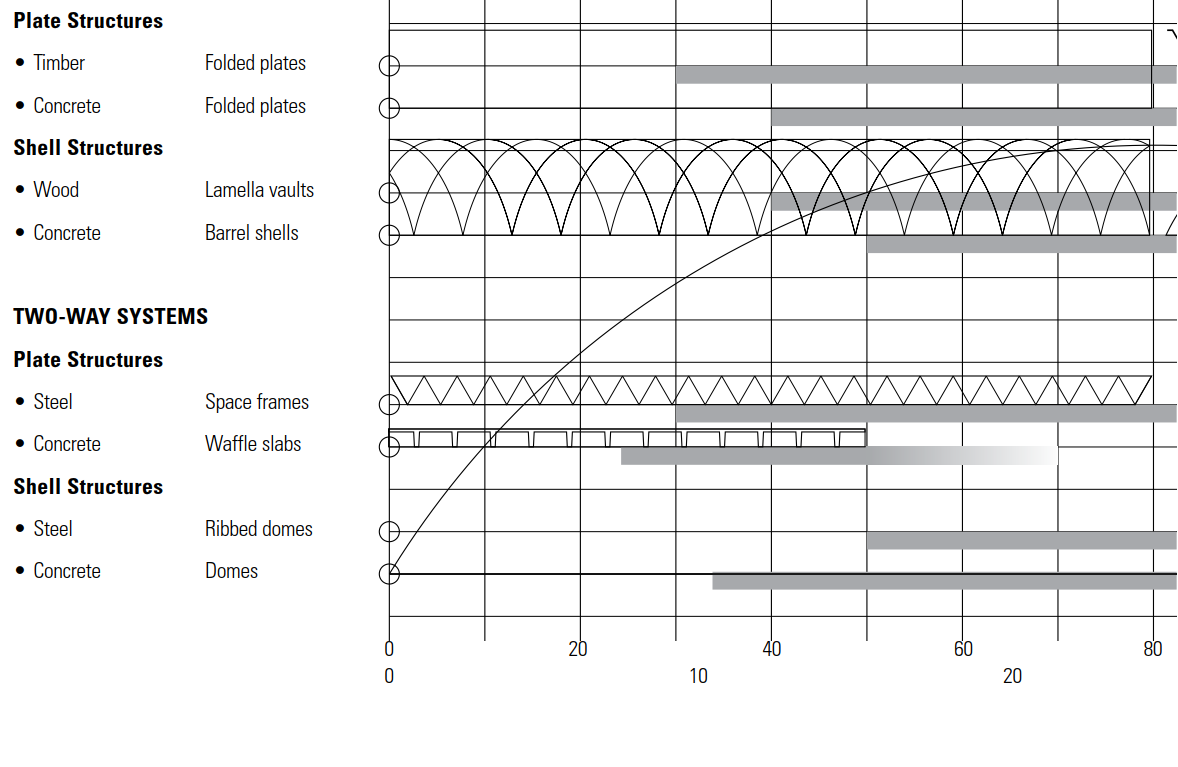 Plate Structures
• Timber Folded plates
• Concrete Folded plates
Shell Structures
• Wood Lamella vaults
• Concrete Barrel shells
TWO-WAY SYSTEMS
Plate Structures
• Steel Space frames
• Concrete Waffle slabs
Shell Structures
• Steel Ribbed domes
• Concrete Domes
0 20 40 60 80
0 10 20